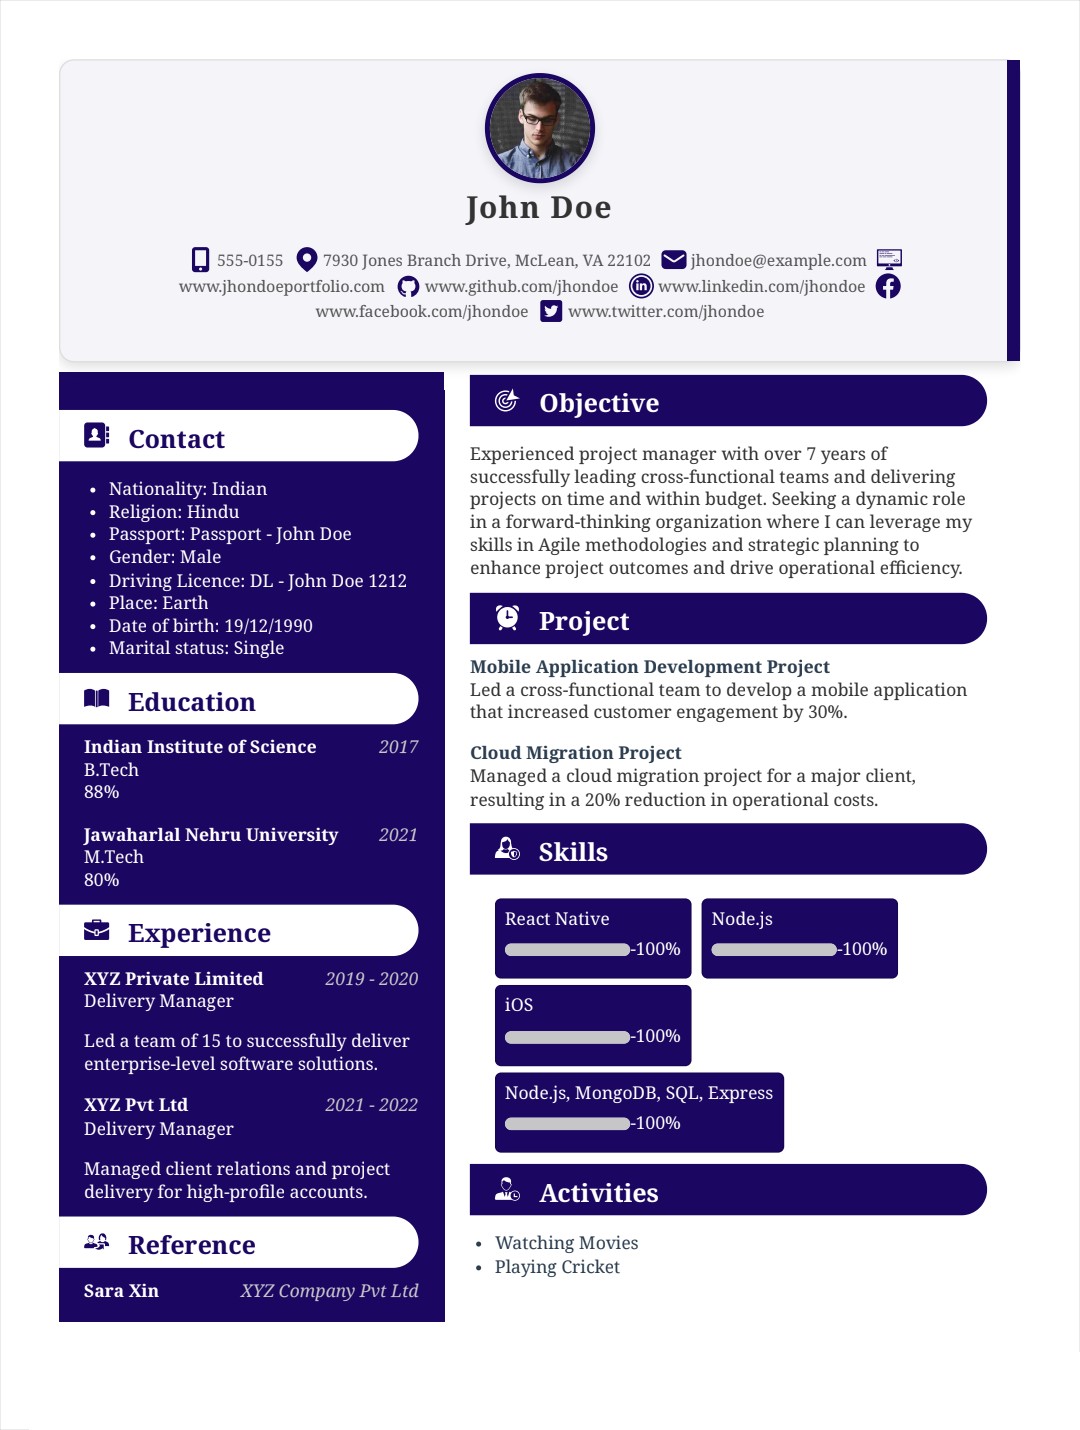 John Doe
555-0155 7930 Jones Branch Drive, McLean, VA 22102 jhondoe@example.com
www.jhondoeportfolio.com www.github.com/jhondoe www.linkedin.com/jhondoe
www.facebook.com/jhondoe www.twitter.com/jhondoe
Contact
• Nationality: Indian
• Religion: Hindu
• Passport: Passport - John Doe
• Gender: Male
• Driving Licence: DL - John Doe 1212
• Place: Earth
• Date of birth: 19/12/1990
• Marital status: Single
Education
Indian Institute of Science 2017
B.Tech
88%
Jawaharlal Nehru University 2021
M.Tech
80%
Experience
XYZ Private Limited 2019 - 2020
Delivery Manager
Led a team of 15 to successfully deliver
enterprise-level software solutions.
XYZ Pvt Ltd 2021 - 2022
Delivery Manager
Managed client relations and project
delivery for high-profile accounts.
Reference
Sara Xin XYZ Company Pvt Ltd
Objective
Experienced project manager with over 7 years of
successfully leading cross-functional teams and delivering
projects on time and within budget. Seeking a dynamic role
in a forward-thinking organization where I can leverage my
skills in Agile methodologies and strategic planning to
enhance project outcomes and drive operational efficiency.
Project
Mobile Application Development Project
Led a cross-functional team to develop a mobile application
that increased customer engagement by 30%.
Cloud Migration Project
Managed a cloud migration project for a major client,
resulting in a 20% reduction in operational costs.
Skills
React Native
-100%
Node.js
-100%
iOS
-100%
Node.js, MongoDB, SQL, Express
-100%
Activities
• Watching Movies
• Playing Cricket